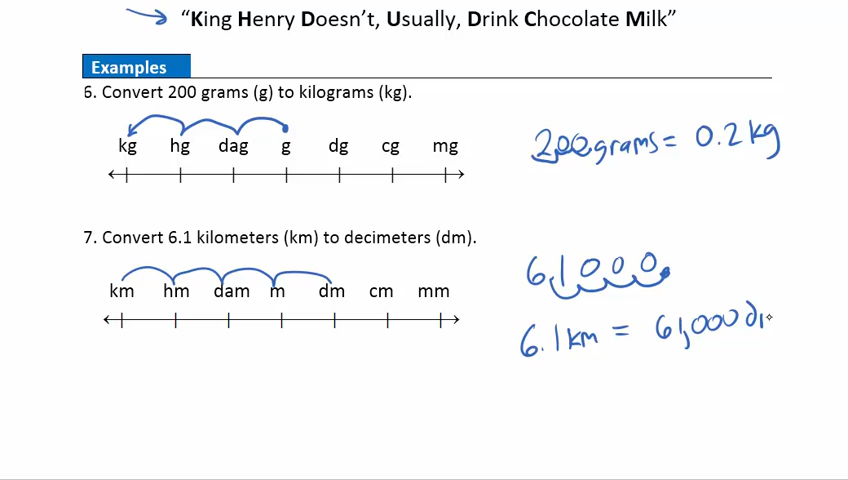 "King Henry Doesn't, Usually, Drink Chocolate Milk"
Examples
6. Convert 200 grams (g) to kilograms (kg).
kg hg dag g dg cg mg
200grams = 0.2 kg
7. Convert 6.1 kilometers (km) to decimeters (dm).
km hm dam m dm cm mm
6,1000.
6.1 km = 61,000